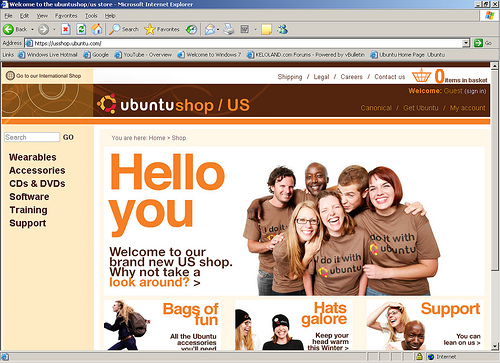 Welcome to the ubuntushop/us store - Microsoft Internet Explorer
File Edit View Favorites Tools Help
Back Search Favorites
Address https://usshop.ubuntu.com/ Go
Links Windows Live Hotmail Google YouTube - Overview Welcome to Windows 7 KELOLAND.com Forums - Powered by vBulletin Ubuntu Home Page Ubuntu
Go to our International Shop
Shipping / Legal / Careers / Contact us
0 items in basket
Welcome: Guest (sign in)
ubuntushop / US
Canonical / Get Ubuntu / My account
Search GO
You are here: Home > Shop
Wearables
Accessories
CDs & DVDs
Software
Training
Support
Hello
you
Welcome to our
brand new US shop.
Why not take a
look around? >
I do it
ubuntu
do it with
ubuntu
do it with
ubuntu
Bags of
fun
All the Ubuntu
accessories
you'll need
Hats
galore
Keep your
head warm
this Winter >
Support
You can
lean on us >
Internet